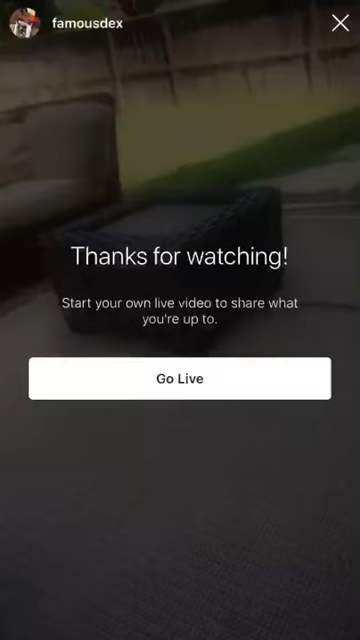 famousdex
Thanks for watching!
Start your own live video to share what
you're up to.
Go Live